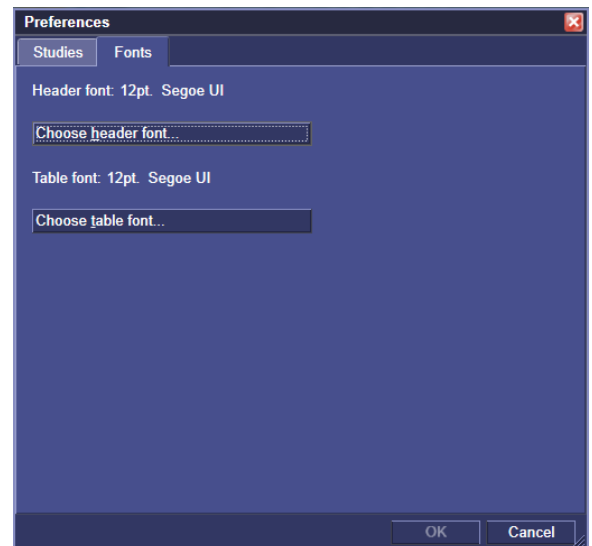 Preferences
Studies Fonts
Header font: 12pt. Segoe UI
Choose header font...
Table font: 12pt. Segoe UI
Choose table font...
OK Cancel